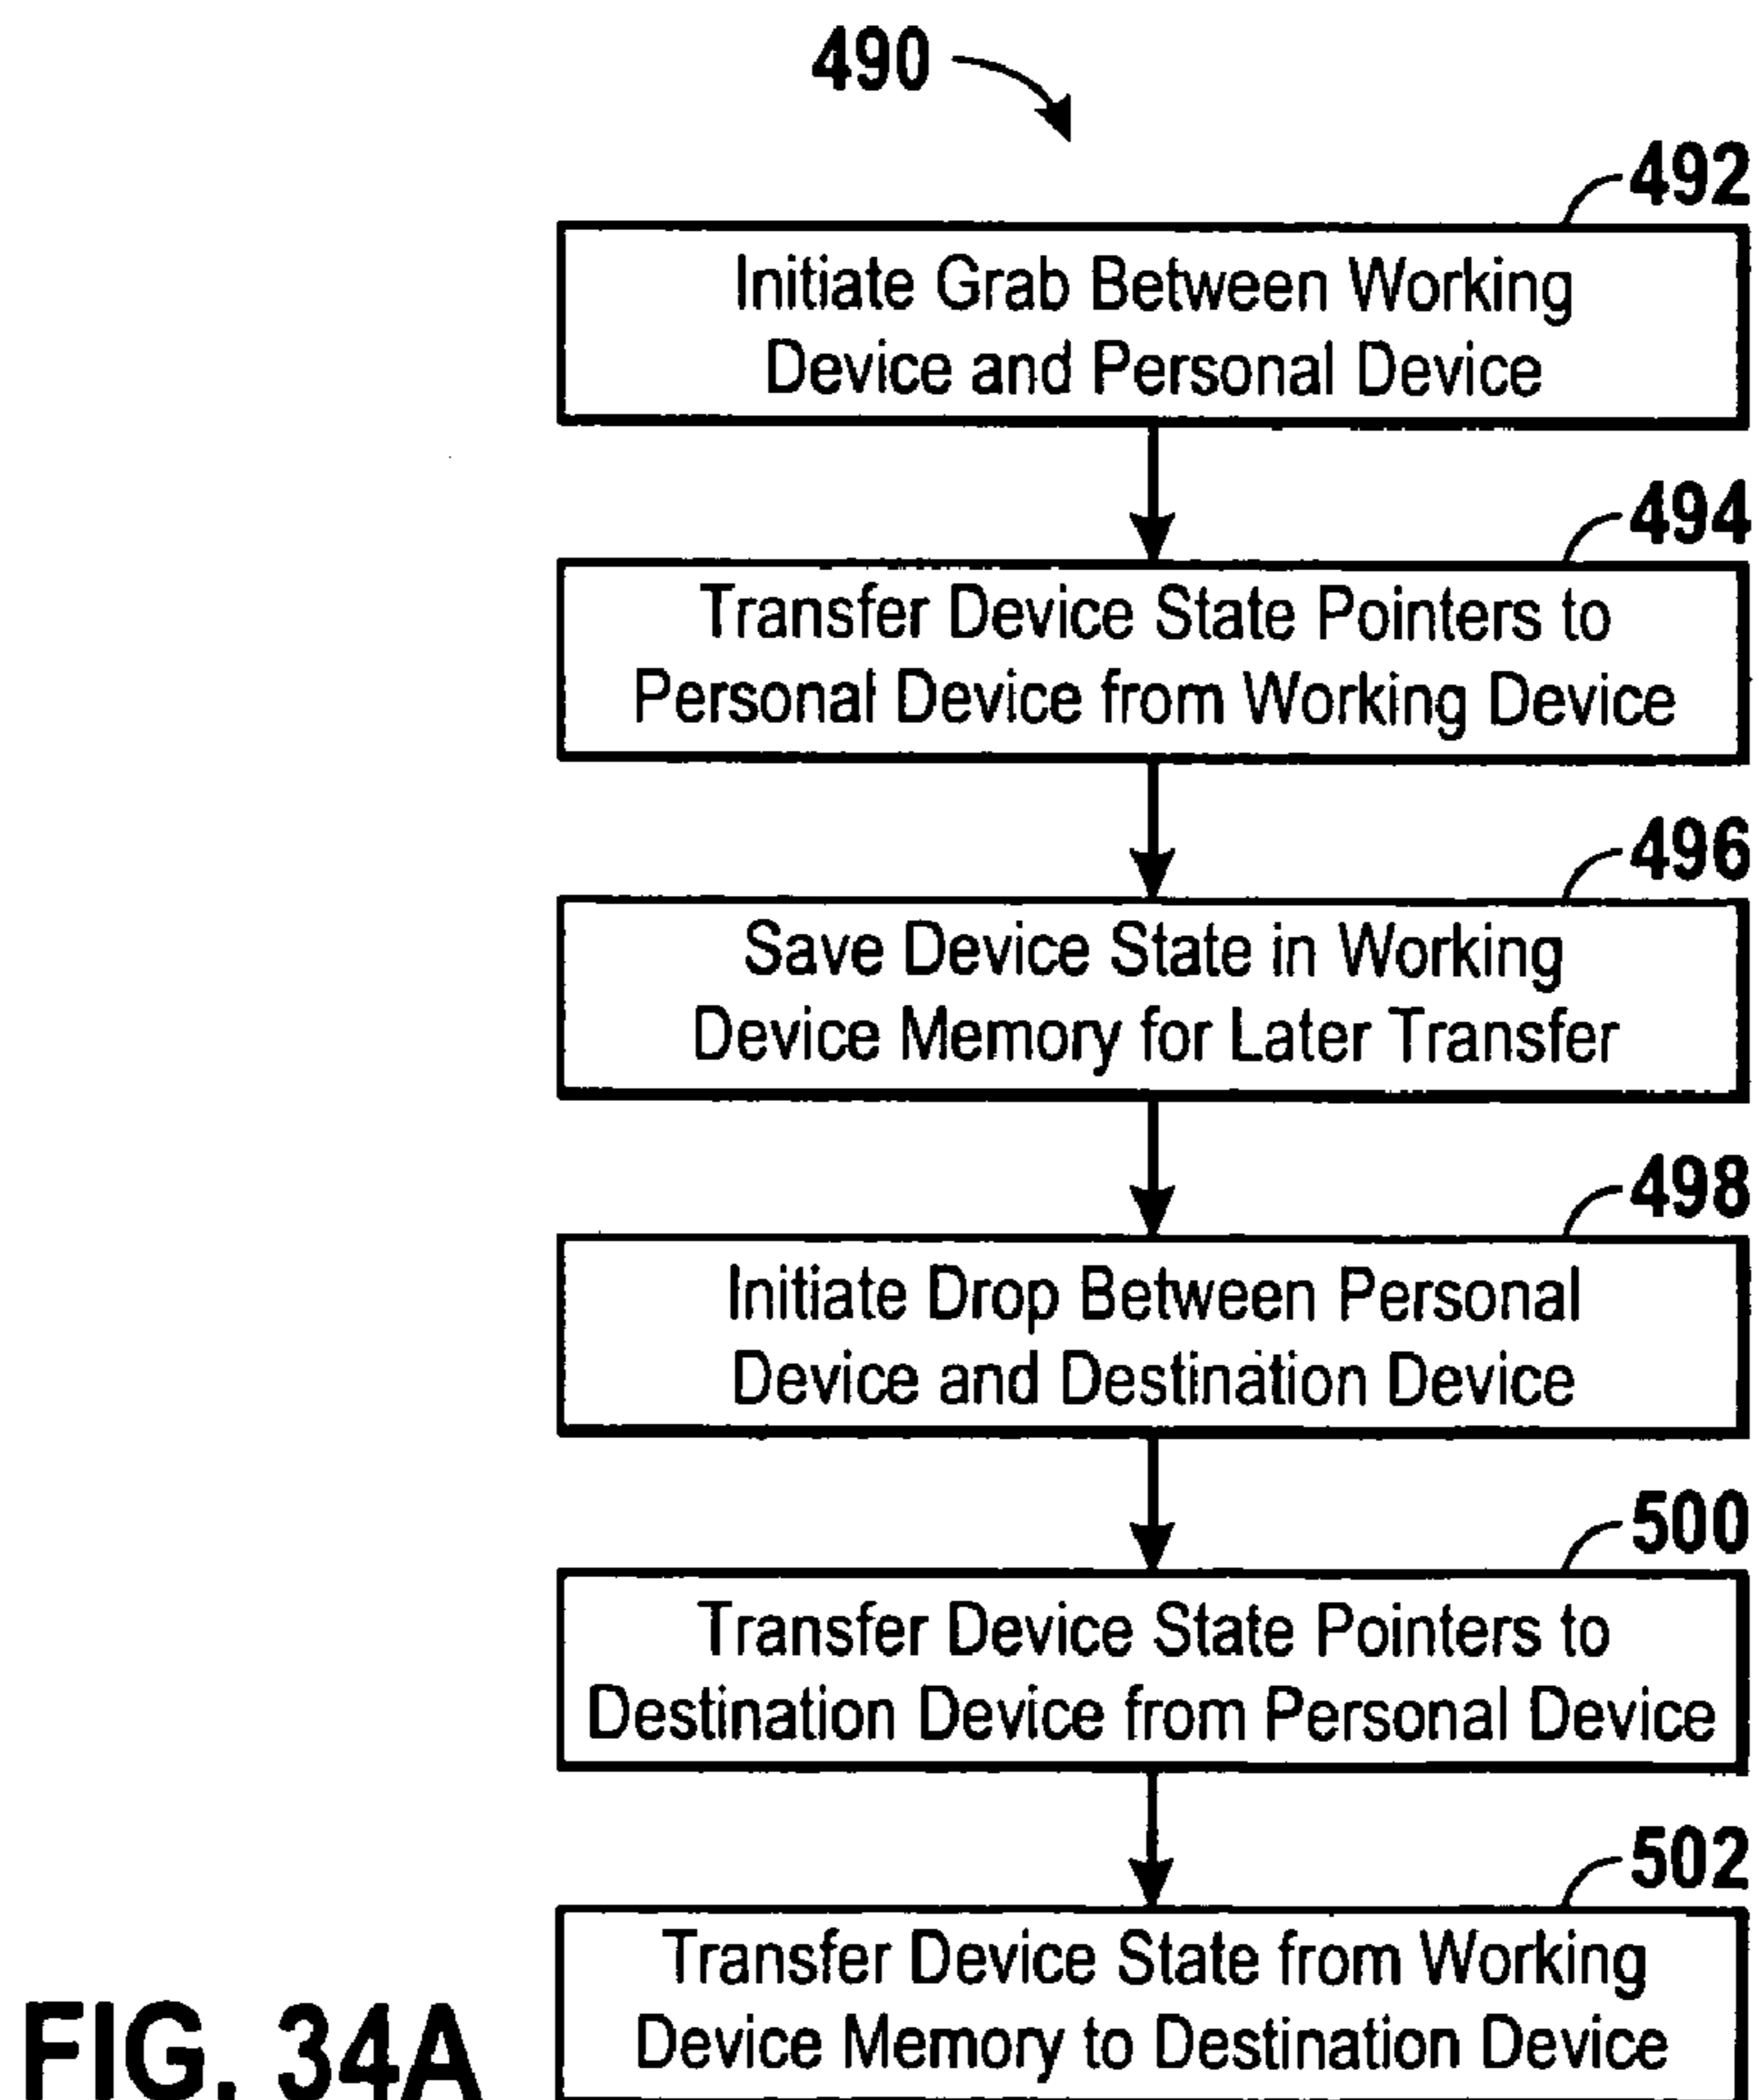 490
492
Initiate Grab Between Working
Device and Personal Device
494
Transfer Device State Pointers to
Personal Device from Working Device
496
Save Device State in Working
Device Memory for Later Transfer
498
Initiate Drop Between Personal
Device and Destination Device
500
Transfer Device State Pointers to
Destination Device from Personal Device
502
Transfer Device State from Working
Device Memory to Destination Device
FIG. 34A